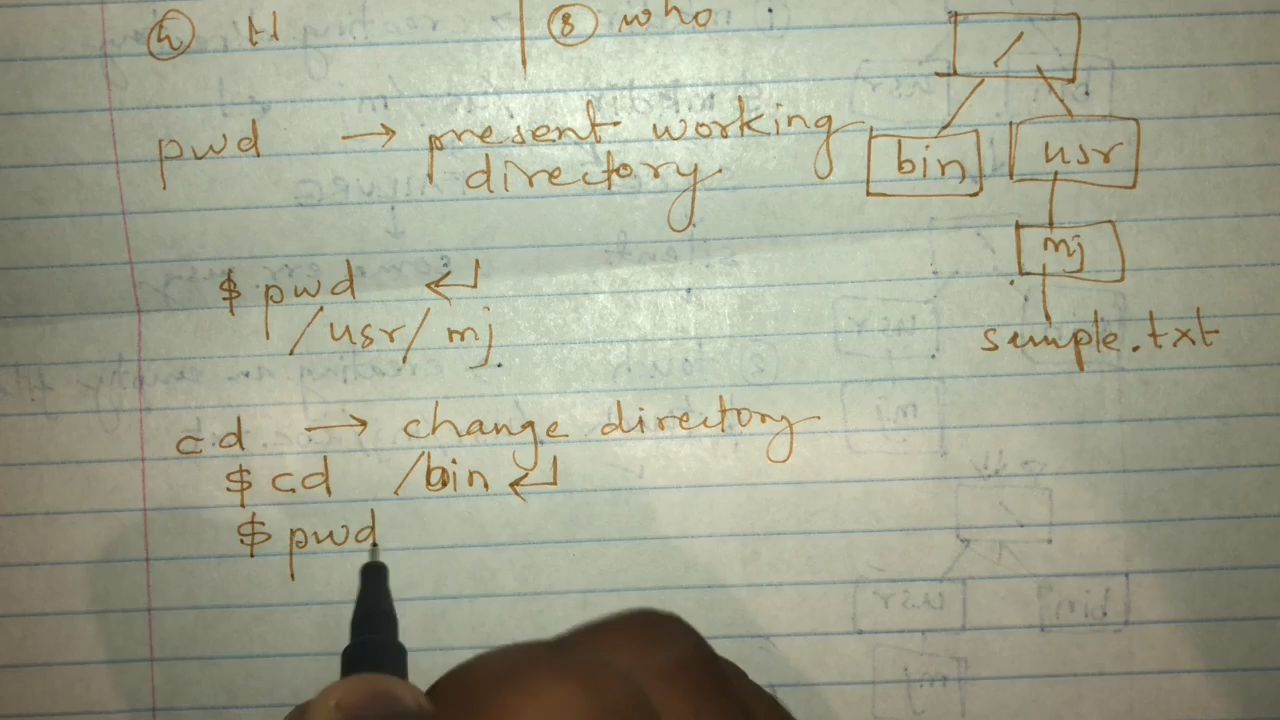 8 who
/
pwd → present working
directory
bin
usr
mj
$ pwd ↵
/usr/mj
sample.txt
cd → change directory
$ cd /bin ↵
$ pwd